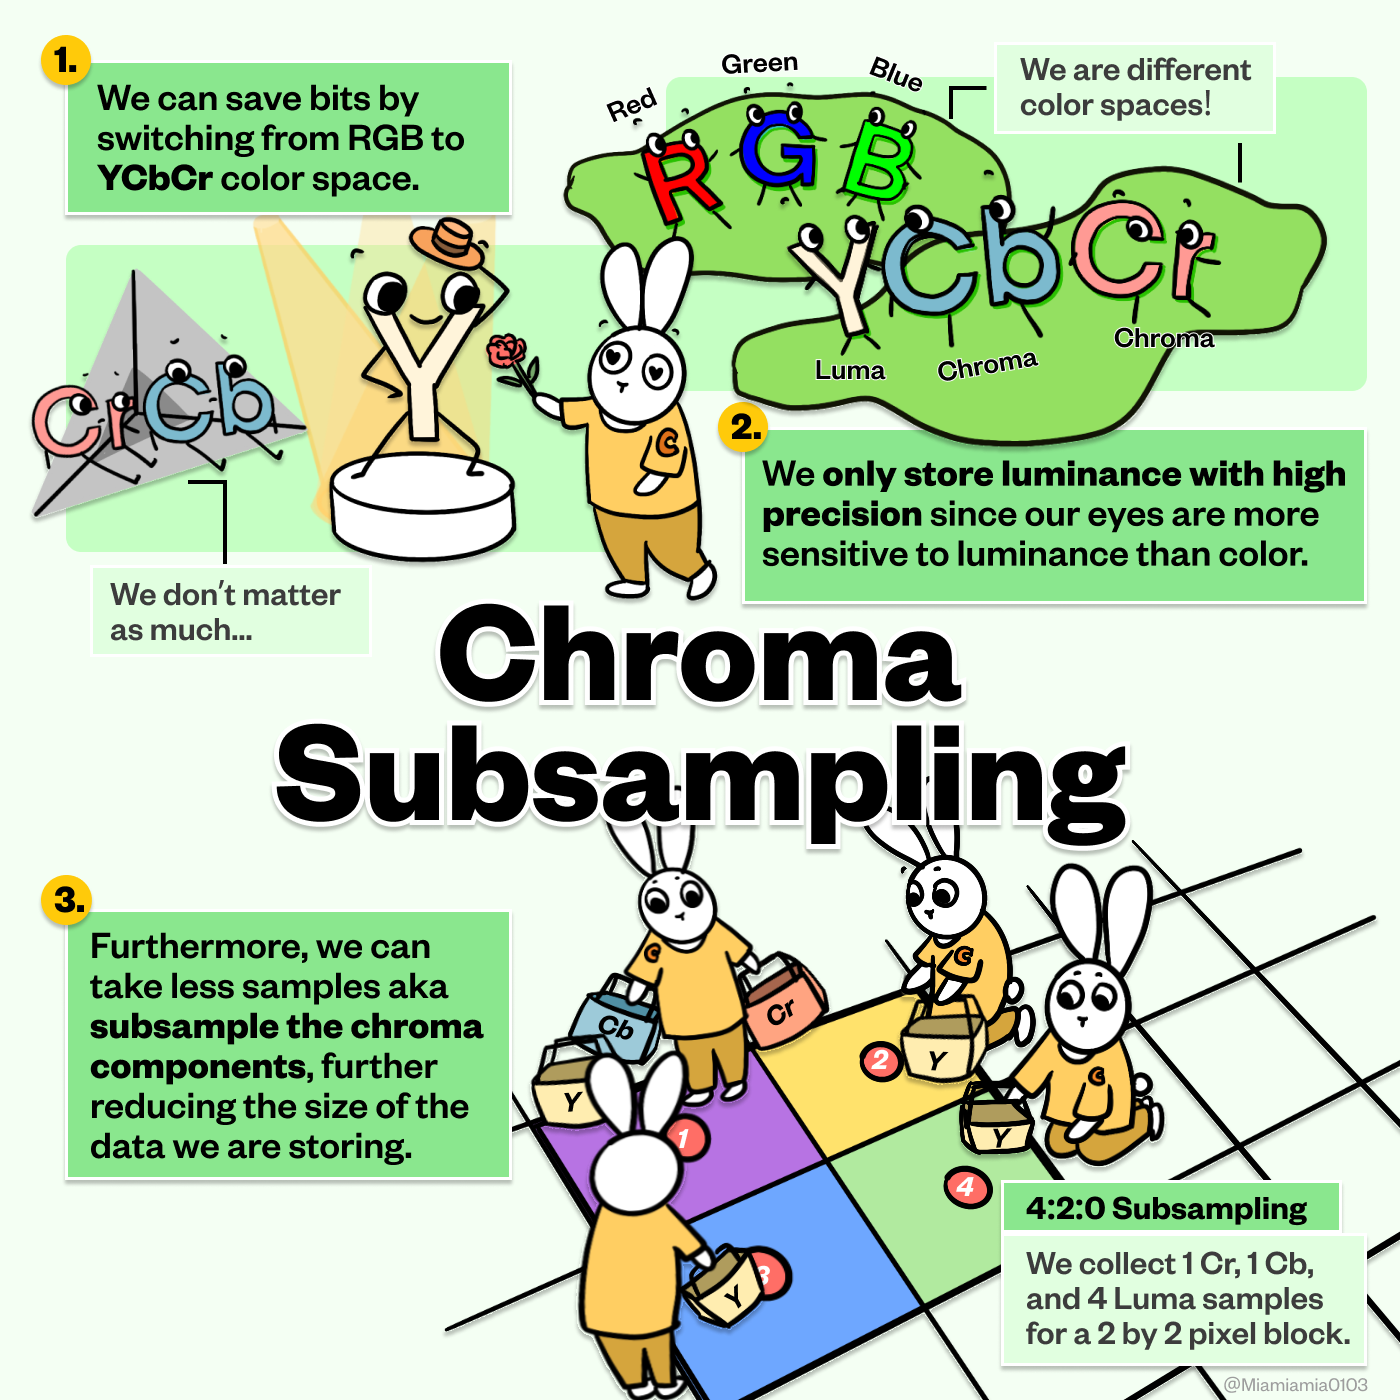 1.
We can save bits by
switching from RGB to
YCbCr color space.
Red
Green
Blue
R G B
We are different
color spaces!
Y Cb Cr
Luma
Chroma
Chroma
Cr Cb
Y
C
We don't matter
as much...
2.
We only store luminance with high
precision since our eyes are more
sensitive to luminance than color.
Chroma
Subsampling
3.
Furthermore, we can
take less samples aka
subsample the chroma
components, further
reducing the size of the
data we are storing.
C
Cb
Cr
Y
1
C
2
Y
C
Y
4
3
Y
4:2:0 Subsampling
We collect 1 Cr, 1 Cb,
and 4 Luma samples
for a 2 by 2 pixel block.
@Miamiamia0103